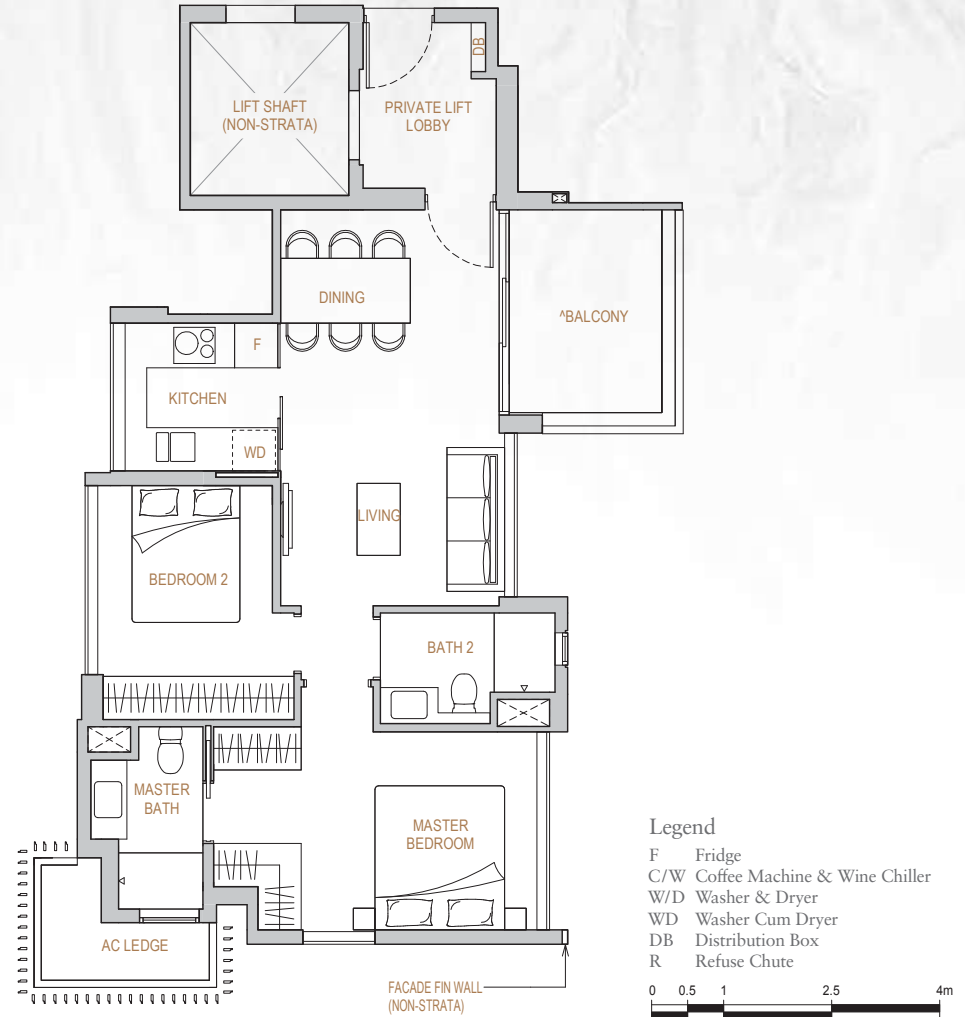 DB
LIFT SHAFT
(NON-STRATA)
PRIVATE LIFT
LOBBY
DINING
^BALCONY
F
KITCHEN
WD
LIVING
BEDROOM 2
BATH 2
MASTER
BATH
MASTER
BEDROOM
AC LEDGE
FACADE FIN WALL
(NON-STRATA)
Legend
F Fridge
C/W Coffee Machine & Wine Chiller
W/D Washer & Dryer
WD Washer Cum Dryer
DB Distribution Box
R Refuse Chute
0 0.5 1 2.5 4m